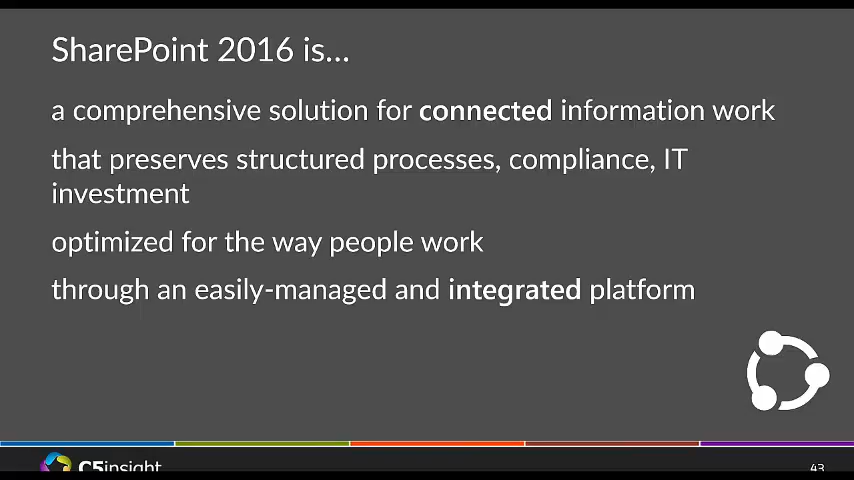 SharePoint 2016 is...
a comprehensive solution for connected information work
that preserves structured processes, compliance, IT
investment
optimized for the way people work
through an easily-managed and integrated platform
C5insight
43